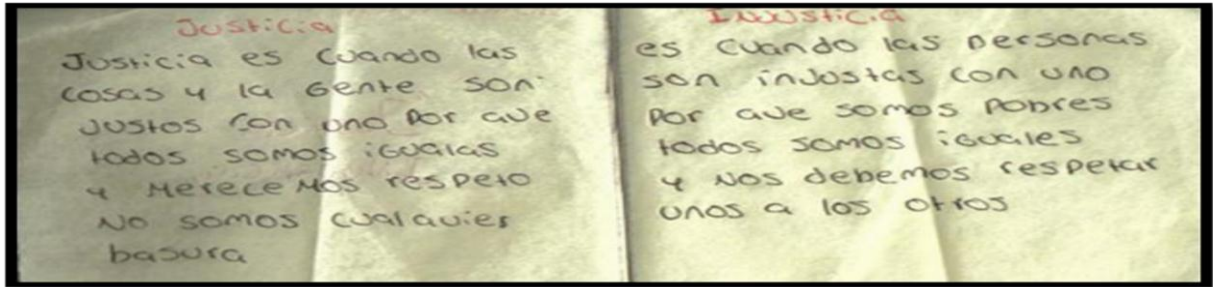 Justicia
Justicia es cuando las
cosas y la Gente son
justos con uno por que
todos somos igualas
y merecemos respeto
No somos cualquier
basura
Injusticia
es cuando las personas
son injustas con uno
por que somos pobres
todos somos iguales
y nos debemos respetar
unos a los otros